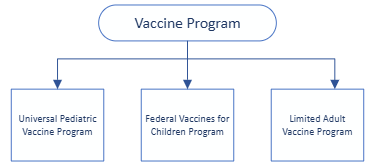 Vaccine Program
Universal Pediatric
Vaccine Program
Federal Vaccines for
Children Program
Limited Adult
Vaccine Program